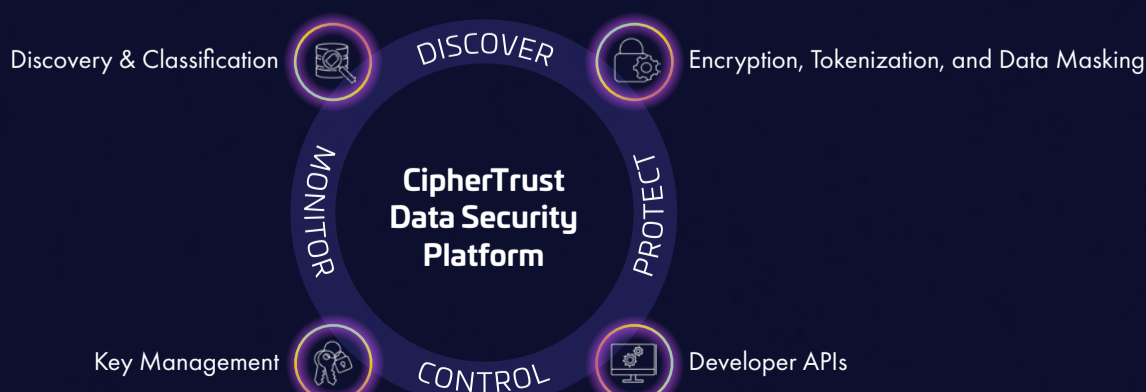 DISCOVER
Discovery & Classification
Encryption, Tokenization, and Data Masking
MONITOR
CipherTrust
Data Security
Platform
PROTECT
Key Management
Developer APIs
CONTROL